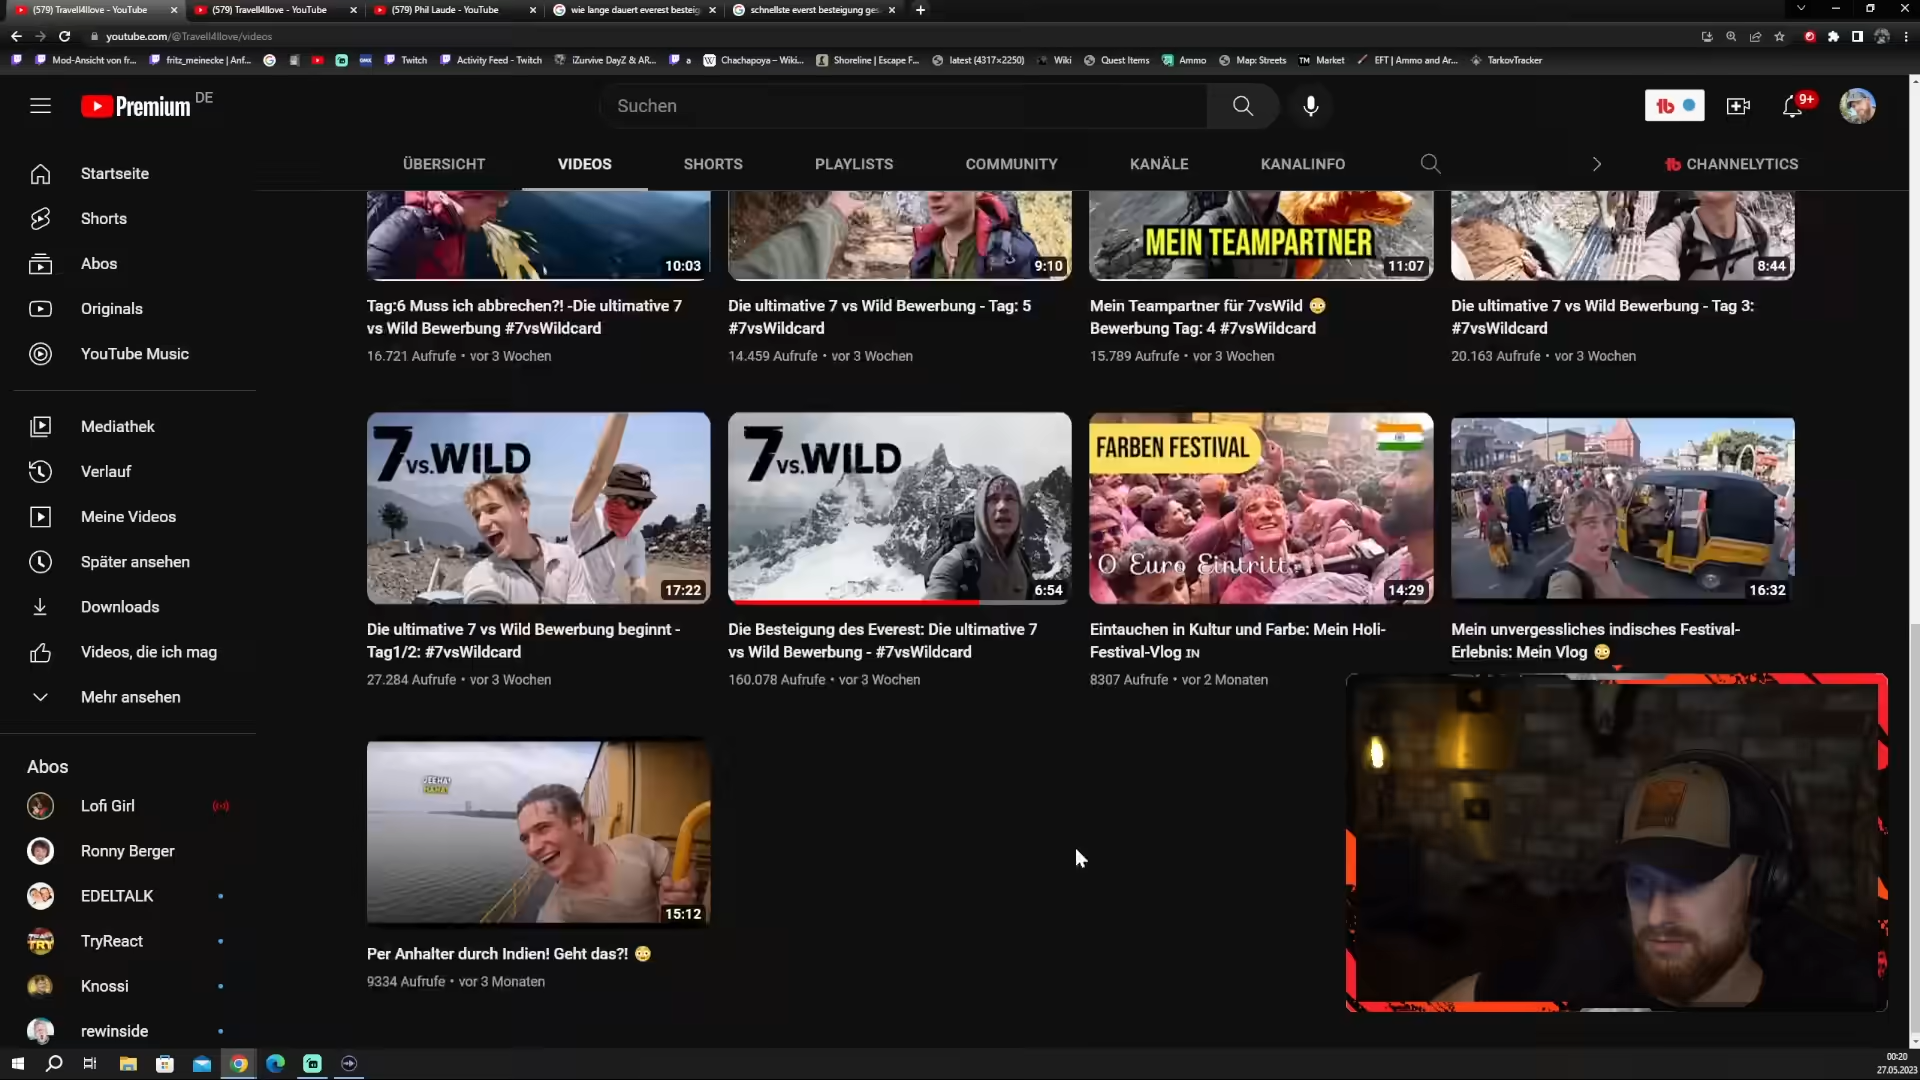 (579) Travell4llove - YouTube
(579) Travell4llove - YouTube
(579) Phil Laude - YouTube
wie lange dauert everest besteig
schnellste everst besteigung ges
youtube.com/@Travell4llove/videos
Mod-Ansicht von fr...
fritz_meinecke | Anf...
Twitch
Activity Feed - Twitch
iZurvive DayZ & AR...
a
Chachapoya – Wiki...
Shoreline | Escape F...
latest (4317×2250)
Wiki
Quest Items
Ammo
Map: Streets
TM Market
EFT | Ammo and Ar...
TarkovTracker
Premium DE
Suchen
9+
ÜBERSICHT
VIDEOS
SHORTS
PLAYLISTS
COMMUNITY
KANÄLE
KANALINFO
CHANNELYTICS
Startseite
Shorts
Abos
Originals
YouTube Music
Mediathek
Verlauf
Meine Videos
Später ansehen
Downloads
Videos, die ich mag
Mehr ansehen
Abos
Lofi Girl
Ronny Berger
EDELTALK
TryReact
Knossi
rewinside
10:03
Tag:6 Muss ich abbrechen?! -Die ultimative 7
vs Wild Bewerbung #7vsWildcard
16.721 Aufrufe • vor 3 Wochen
9:10
Die ultimative 7 vs Wild Bewerbung - Tag: 5
#7vsWildcard
14.459 Aufrufe • vor 3 Wochen
MEIN TEAMPARTNER
11:07
Mein Teampartner für 7vsWild 😳
Bewerbung Tag: 4 #7vsWildcard
15.789 Aufrufe • vor 3 Wochen
8:44
Die ultimative 7 vs Wild Bewerbung - Tag 3:
#7vsWildcard
20.163 Aufrufe • vor 3 Wochen
7 VS. WILD
17:22
Die ultimative 7 vs Wild Bewerbung beginnt -
Tag1/2: #7vsWildcard
27.284 Aufrufe • vor 3 Wochen
7 VS. WILD
6:54
Die Besteigung des Everest: Die ultimative 7
vs Wild Bewerbung - #7vsWildcard
160.078 Aufrufe • vor 3 Wochen
FARBEN FESTIVAL
0 Euro Eintritt
14:29
Eintauchen in Kultur und Farbe: Mein Holi-
Festival-Vlog IN
8307 Aufrufe • vor 2 Monaten
16:32
Mein unvergessliches indisches Festival-
Erlebnis: Mein Vlog 😳
JEEHA!
HAHA!
15:12
Per Anhalter durch Indien! Geht das?! 😳
9334 Aufrufe • vor 3 Monaten
00:20
27.05.2023